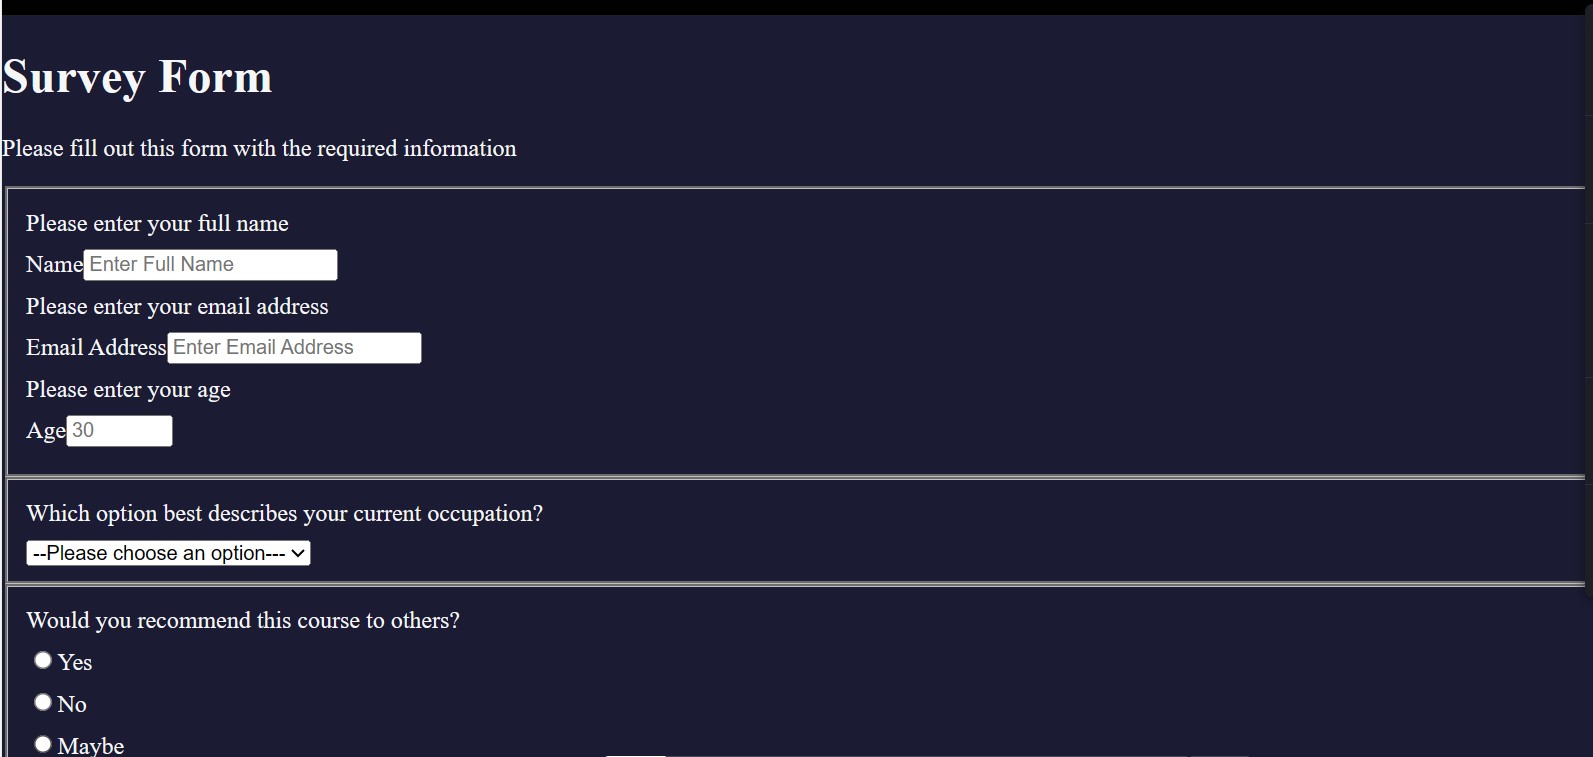 Survey Form
Please fill out this form with the required information
Please enter your full name
Name Enter Full Name
Please enter your email address
Email Address Enter Email Address
Please enter your age
Age 30
Which option best describes your current occupation?
--Please choose an option---
Would you recommend this course to others?
Yes
No
Maybe